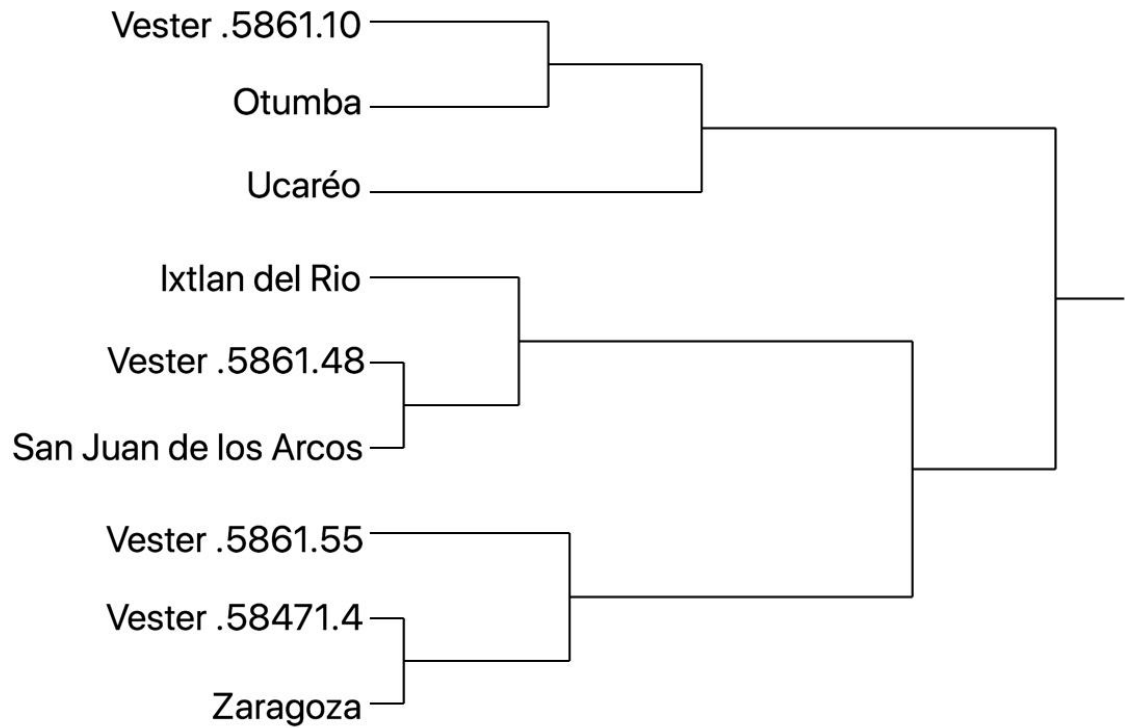 Vester .5861.10
Otumba
Ucaréo
Ixtlan del Rio
Vester .5861.48
San Juan de los Arcos
Vester .5861.55
Vester .58471.4
Zaragoza